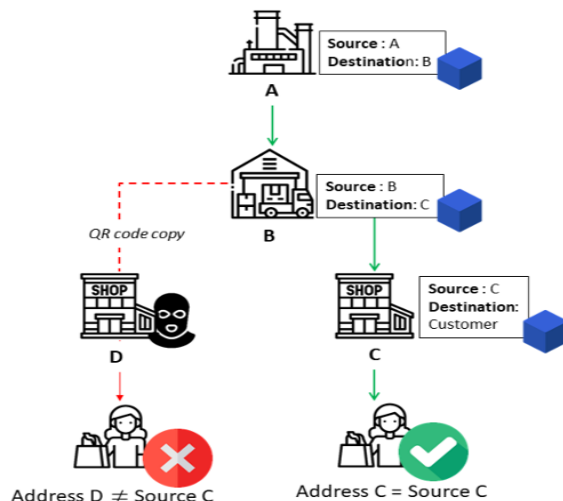 Source : A
Destination: B
A
Source : B
Destination: C
B
QR code copy
SHOP
D
SHOP
C
Source : C
Destination:
Customer
Address D ≠ Source C
Address C = Source C